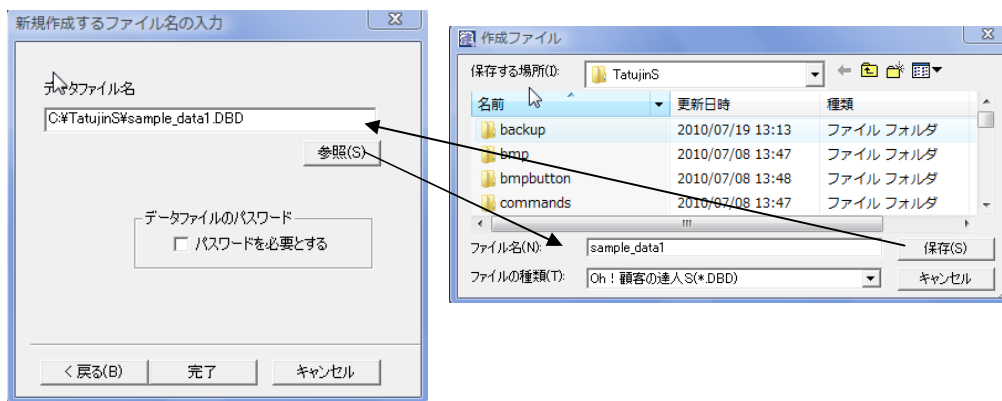 新規作成するファイル名の入力
データファイル名
C:¥TatujinS¥sample_data1.DBD
参照(S)
データファイルのパスワード
パスワードを必要とする
< 戻る(B)
完了
キャンセル
作成ファイル
保存する場所(I):
TatujinS
名前 更新日時 種類
backup 2010/07/19 13:13 ファイル フォルダ
bmp 2010/07/08 13:47 ファイル フォルダ
bmpbutton 2010/07/08 13:48 ファイル フォルダ
commands 2010/07/08 13:47 ファイル フォルダ
ファイル名(N): sample_data1 保存(S)
ファイルの種類(T): Oh！顧客の達人S(*.DBD) キャンセル